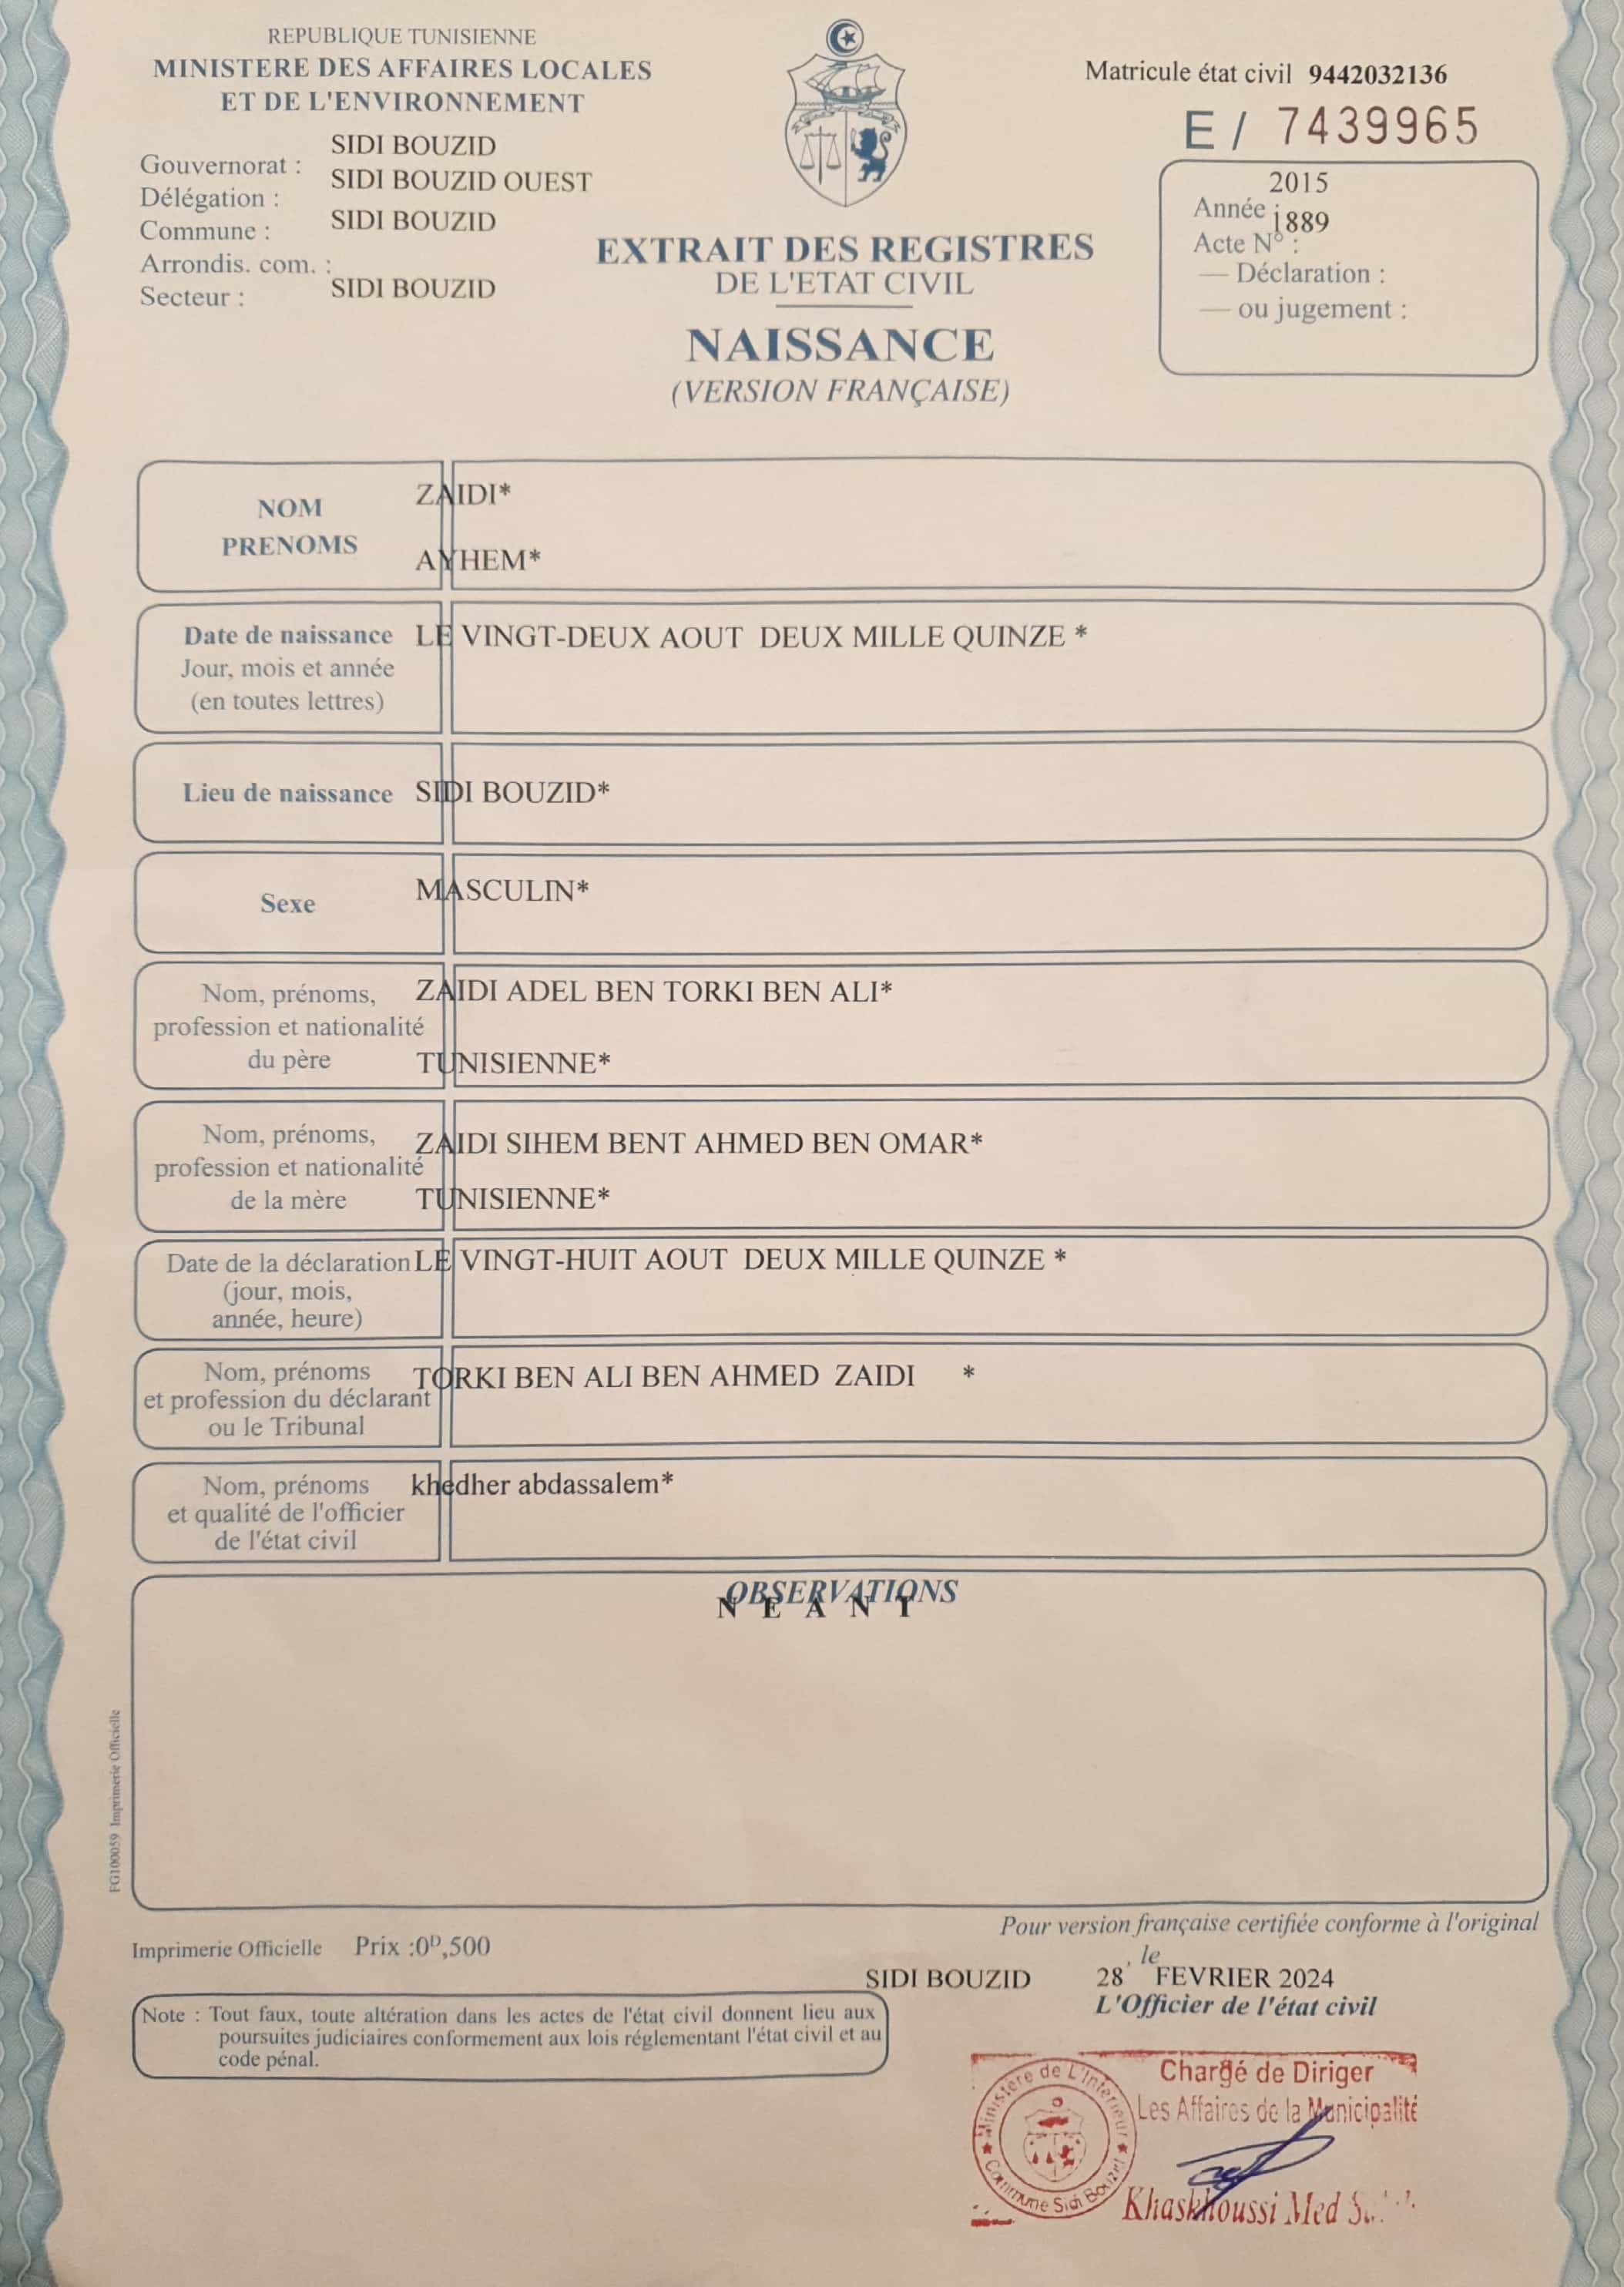 REPUBLIQUE TUNISIENNE
MINISTERE DES AFFAIRES LOCALES
ET DE L'ENVIRONNEMENT
Gouvernorat : SIDI BOUZID
Délégation : SIDI BOUZID OUEST
Commune : SIDI BOUZID
Arrondis. com. :
Secteur : SIDI BOUZID
Matricule état civil 9442032136
E / 7439965
Année : 2015
Acte N° : 1889
— Déclaration :
— ou jugement :
EXTRAIT DES REGISTRES
DE L'ETAT CIVIL
NAISSANCE
(VERSION FRANÇAISE)
NOM ZAIDI*
PRENOMS AYHEM*
Date de naissance LE VINGT-DEUX AOUT DEUX MILLE QUINZE *
Jour, mois et année
(en toutes lettres)
Lieu de naissance SIDI BOUZID*
Sexe MASCULIN*
Nom, prénoms, ZAIDI ADEL BEN TORKI BEN ALI*
profession et nationalité
du père TUNISIENNE*
Nom, prénoms, ZAIDI SIHEM BENT AHMED BEN OMAR*
profession et nationalité
de la mère TUNISIENNE*
Date de la déclaration LE VINGT-HUIT AOUT DEUX MILLE QUINZE *
(jour, mois,
année, heure)
Nom, prénoms TORKI BEN ALI BEN AHMED ZAIDI *
et profession du déclarant
ou le Tribunal
Nom, prénoms khedher abdassalem*
et qualité de l'officier
de l'état civil
OBSERVATIONS
N E A N T
FG100059 Imprimerie Officielle
Pour version française certifiée conforme à l'original
Imprimerie Officielle Prix :0ᴰ,500
le
SIDI BOUZID 28 FEVRIER 2024
L'Officier de l'état civil
Note : Tout faux, toute altération dans les actes de l'état civil donnent lieu aux
poursuites judiciaires conformement aux lois réglementant l'état civil et au
code pénal.
Ministere de L'Interieur
Commune Sidi Bouzid
Chargé de Diriger
Les Affaires de la Municipalité
Khaskhoussi Med